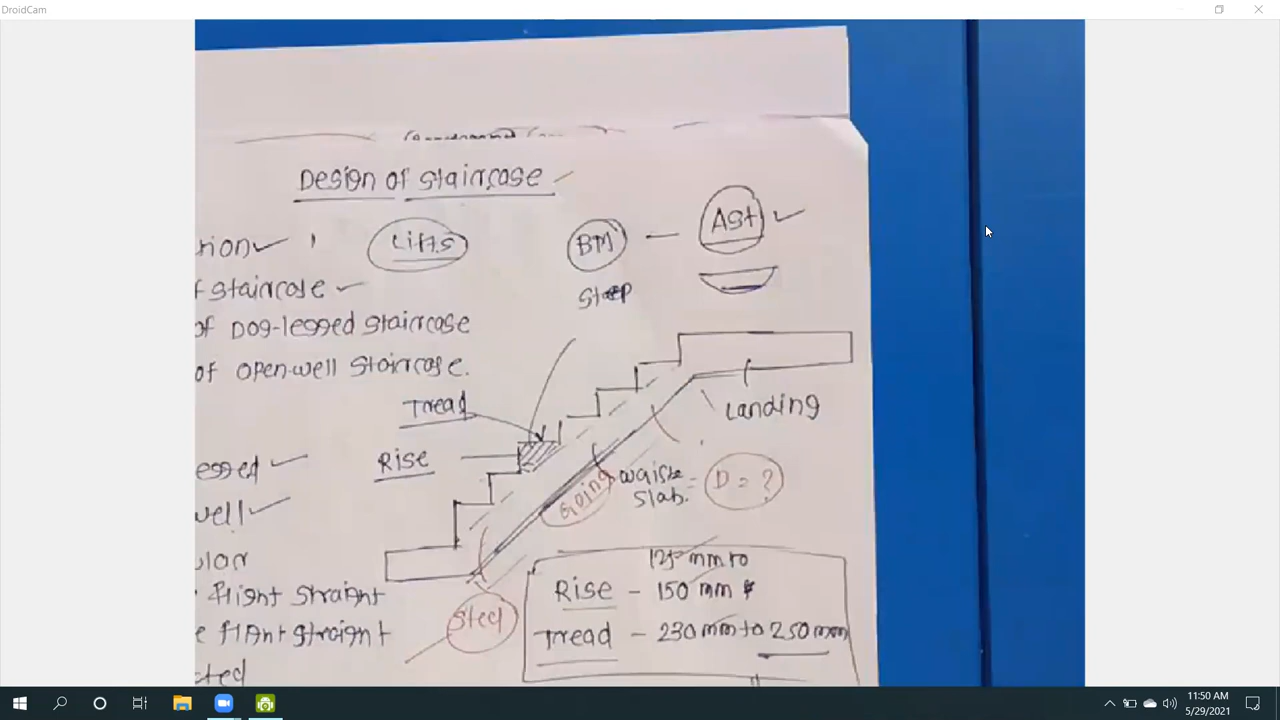 DroidCam
Design of Staircase
Lifts
BM
Ast
Step
f staircase
of Dog-legged staircase
of open-well staircase.
Tread
Landing
Rise
Going
waiste
slab. = D = ?
125 mm to
Rise - 150 mm
Tread - 230 mm to 250 mm
flight straight
flight straight
Steel
11:50 AM
5/29/2021